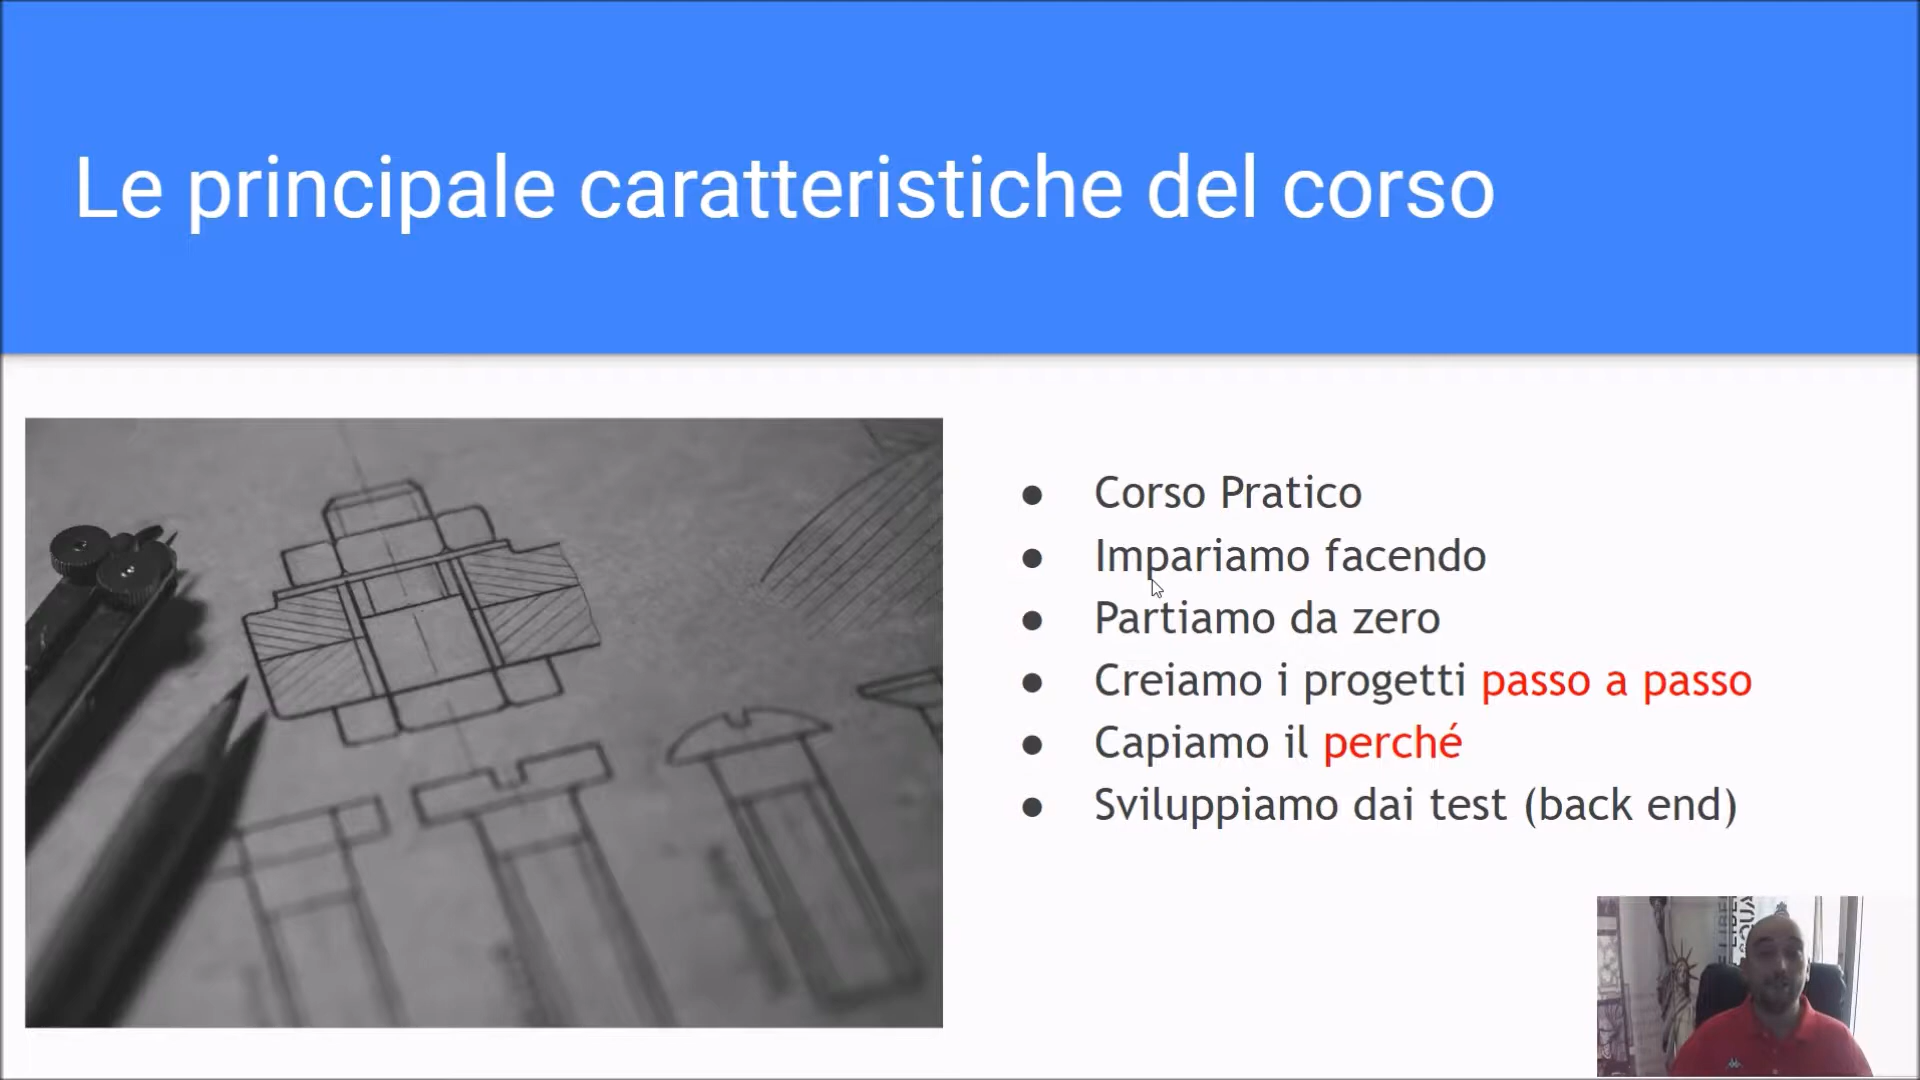 Le principale caratteristiche del corso
● Corso Pratico
● Impariamo facendo
● Partiamo da zero
● Creiamo i progetti passo a passo
● Capiamo il perché
● Sviluppiamo dai test (back end)